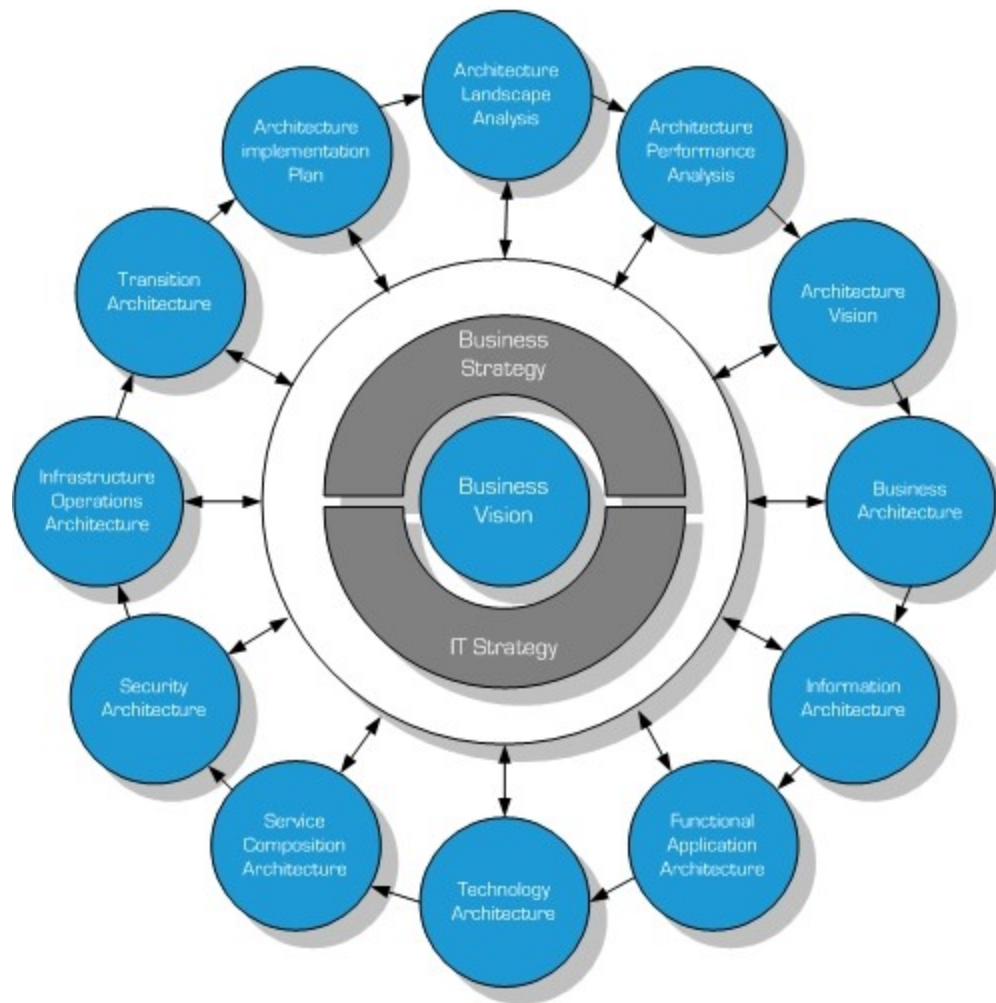 Architecture
Landscape
Analysis
Architecture
Performance
Analysis
Architecture
Vision
Business
Architecture
Information
Architecture
Functional
Application
Architecture
Technology
Architecture
Service
Composition
Architecture
Security
Architecture
Infrastructure
Operations
Architecture
Transition
Architecture
Architecture
implementation
Plan
Business
Strategy
Business
Vision
IT Strategy